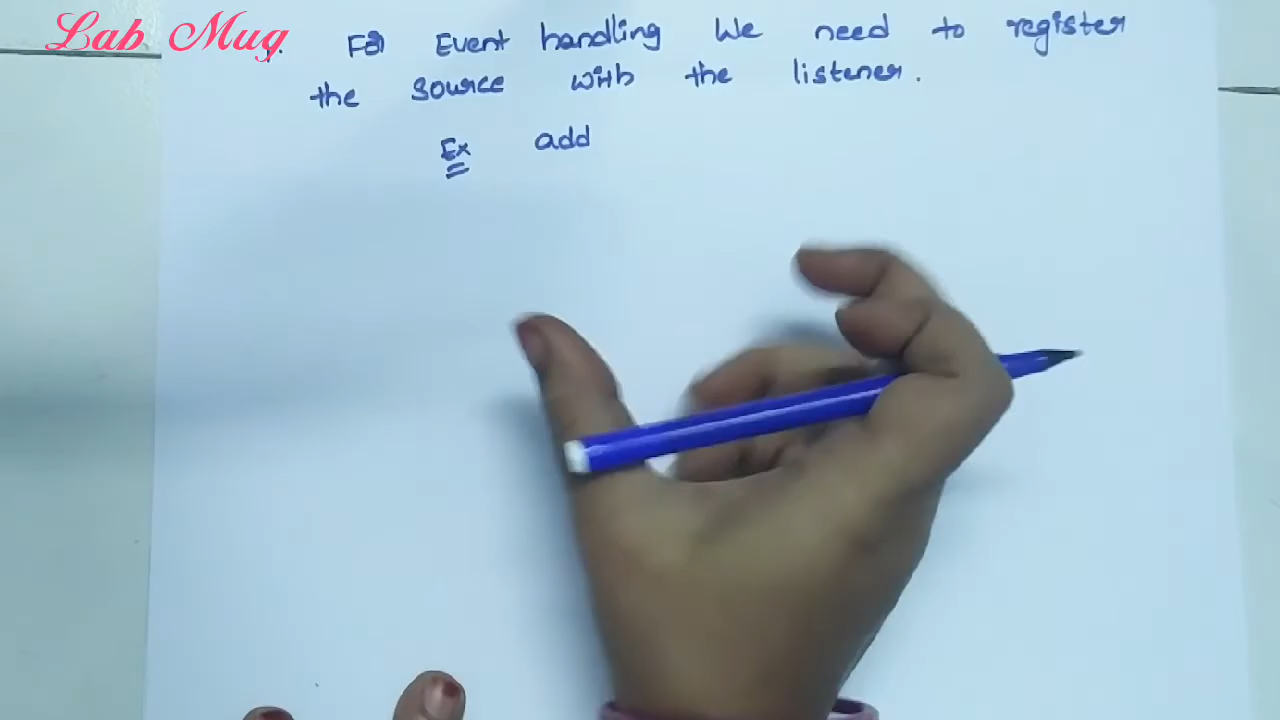 Lab Mug
For Event handling We need to register
the source with the listener.
Ex add